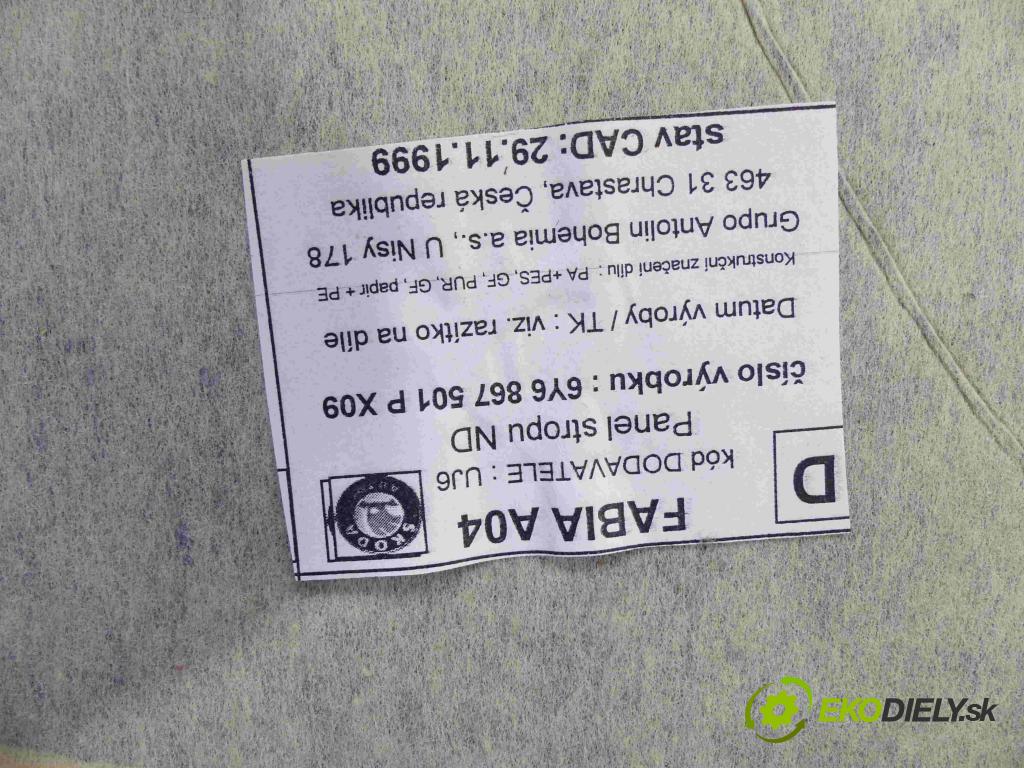 D
FABIA A04
kód DODAVATELE : UJ6
Panel stropu ND
ŠKODA
AUTO
číslo výrobku : 6Y6 867 501 P X09
Datum výroby / TK : viz. razítko na díle
Konstrukční značení dílu : PA +PES, GF, PUR, GF, papír + PE
Grupo Antolin Bohemia a.s., U Nisy 178
463 31 Chrastava, Česká republika
stav CAD: 29.11.1999
EKODIELY.sk